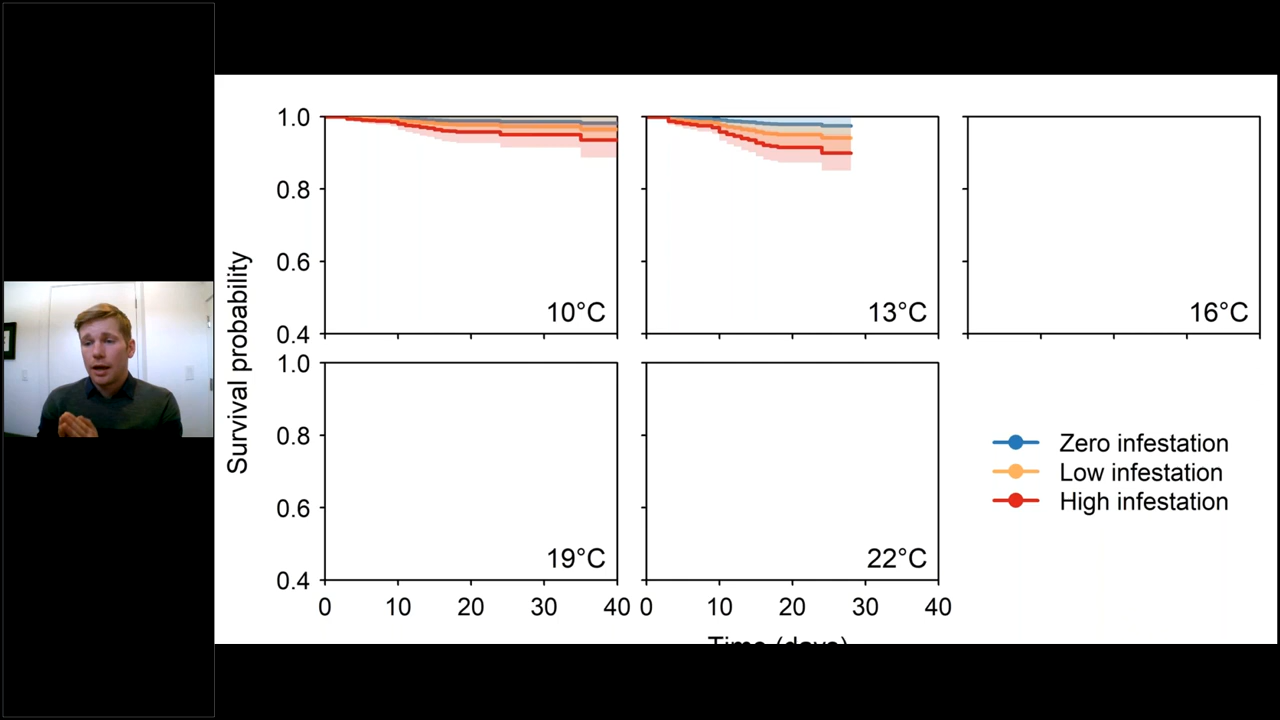 Survival probability
1.0
0.8
0.6
0.4
10°C
13°C
16°C
1.0
0.8
0.6
0.4
19°C
22°C
0 10 20 30 40
0 10 20 30 40
Zero infestation
Low infestation
High infestation
Time (days)